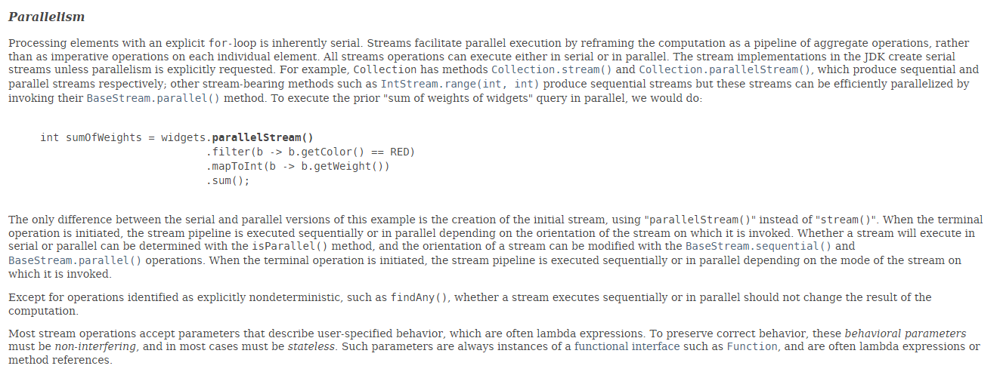 Parallelism
Processing elements with an explicit for-loop is inherently serial. Streams facilitate parallel execution by reframing the computation as a pipeline of aggregate operations, rather
than as imperative operations on each individual element. All streams operations can execute either in serial or in parallel. The stream implementations in the JDK create serial
streams unless parallelism is explicitly requested. For example, Collection has methods Collection.stream() and Collection.parallelStream(), which produce sequential and
parallel streams respectively; other stream-bearing methods such as IntStream.range(int, int) produce sequential streams but these streams can be efficiently parallelized by
invoking their BaseStream.parallel() method. To execute the prior "sum of weights of widgets" query in parallel, we would do:
int sumOfWeights = widgets.parallelStream()
.filter(b -> b.getColor() == RED)
.mapToInt(b -> b.getWeight())
.sum();
The only difference between the serial and parallel versions of this example is the creation of the initial stream, using "parallelStream()" instead of "stream()". When the terminal
operation is initiated, the stream pipeline is executed sequentially or in parallel depending on the orientation of the stream on which it is invoked. Whether a stream will execute in
serial or parallel can be determined with the isParallel() method, and the orientation of a stream can be modified with the BaseStream.sequential() and
BaseStream.parallel() operations. When the terminal operation is initiated, the stream pipeline is executed sequentially or in parallel depending on the mode of the stream on
which it is invoked.
Except for operations identified as explicitly nondeterministic, such as findAny(), whether a stream executes sequentially or in parallel should not change the result of the
computation.
Most stream operations accept parameters that describe user-specified behavior, which are often lambda expressions. To preserve correct behavior, these behavioral parameters
must be non-interfering, and in most cases must be stateless. Such parameters are always instances of a functional interface such as Function, and are often lambda expressions or
method references.